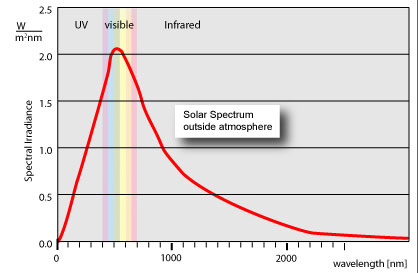 W
m²nm
UV visible Infrared
2.5
2.0
1.5
1.0
0.5
0.0
Spectral Irradiance
Solar Spectrum
outside atmosphere
0 1000 2000
wavelength [nm]